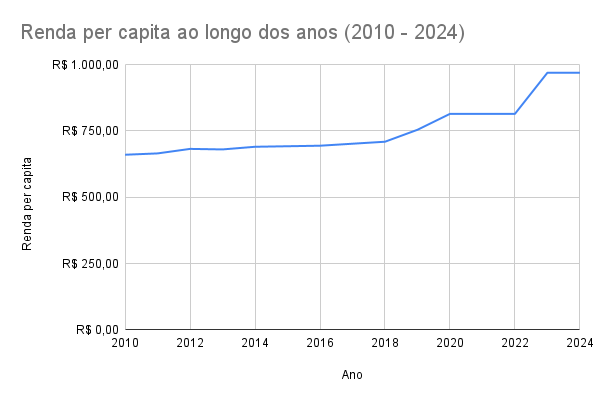 Renda per capita ao longo dos anos (2010 - 2024)
R$ 1.000,00
R$ 750,00
R$ 500,00
R$ 250,00
R$ 0,00
Renda per capita
2010 2012 2014 2016 2018 2020 2022 2024
Ano